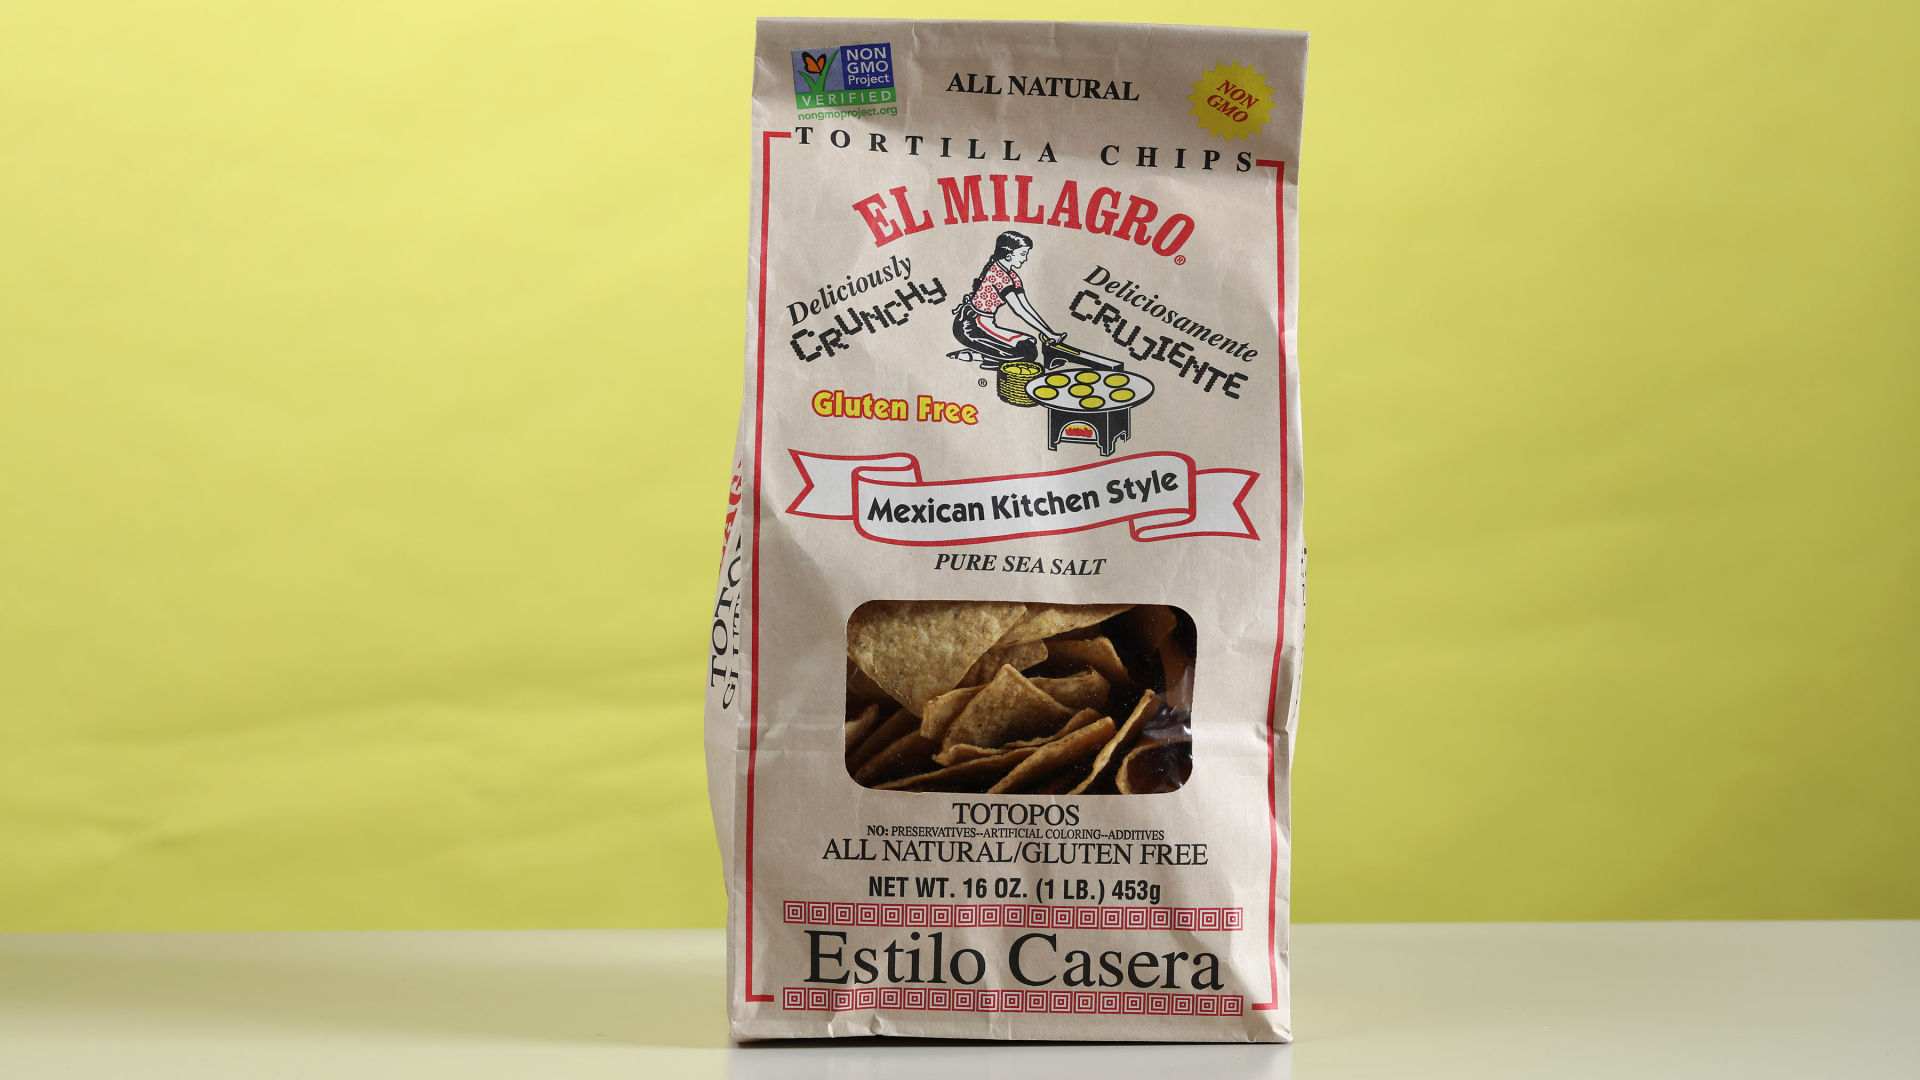 NON
GMO
Project
VERIFIED
nongmoproject.org
ALL NATURAL
NON
GMO
TORTILLA CHIPS
EL MILAGRO®
Deliciously
CRUNCHY
Deliciosamente
CRUJIENTE
®
Gluten Free
Mexican Kitchen Style
PURE SEA SALT
TOTOPOS
NO: PRESERVATIVES--ARTIFICIAL COLORING--ADDITIVES
ALL NATURAL/GLUTEN FREE
NET WT. 16 OZ. (1 LB.) 453g
Estilo Casera